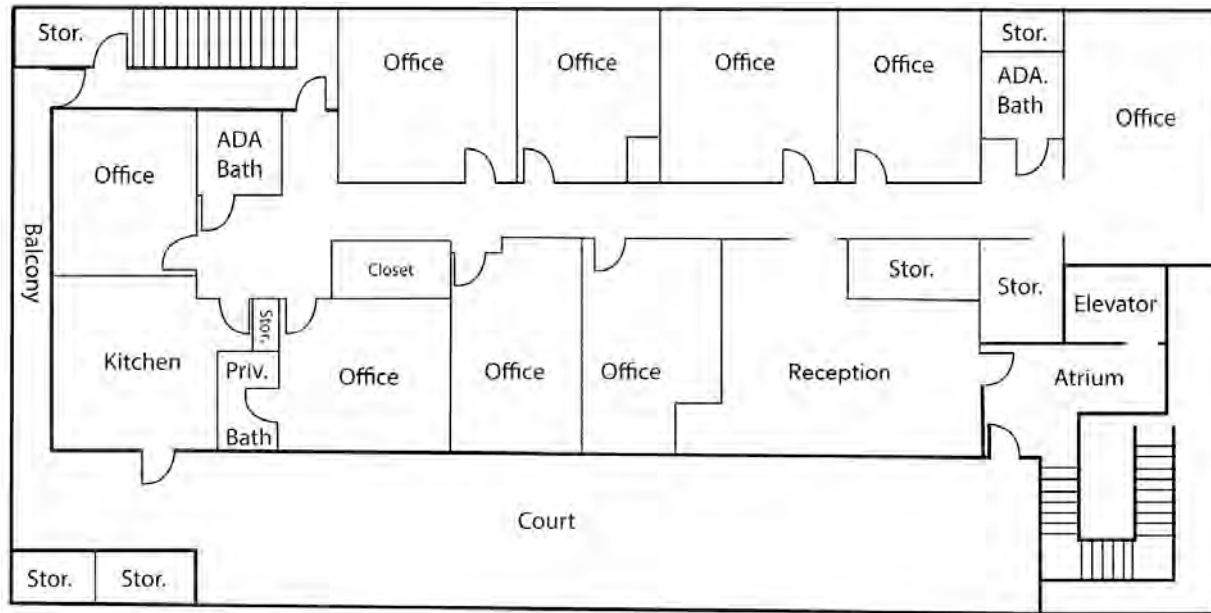 Stor.
Office
Office
Office
Office
Stor.
ADA.
Bath
Office
ADA
Bath
Office
Balcony
Closet
Stor.
Stor.
Elevator
Stor.
Kitchen
Priv.
Bath
Office
Office
Office
Reception
Atrium
Court
Stor.
Stor.